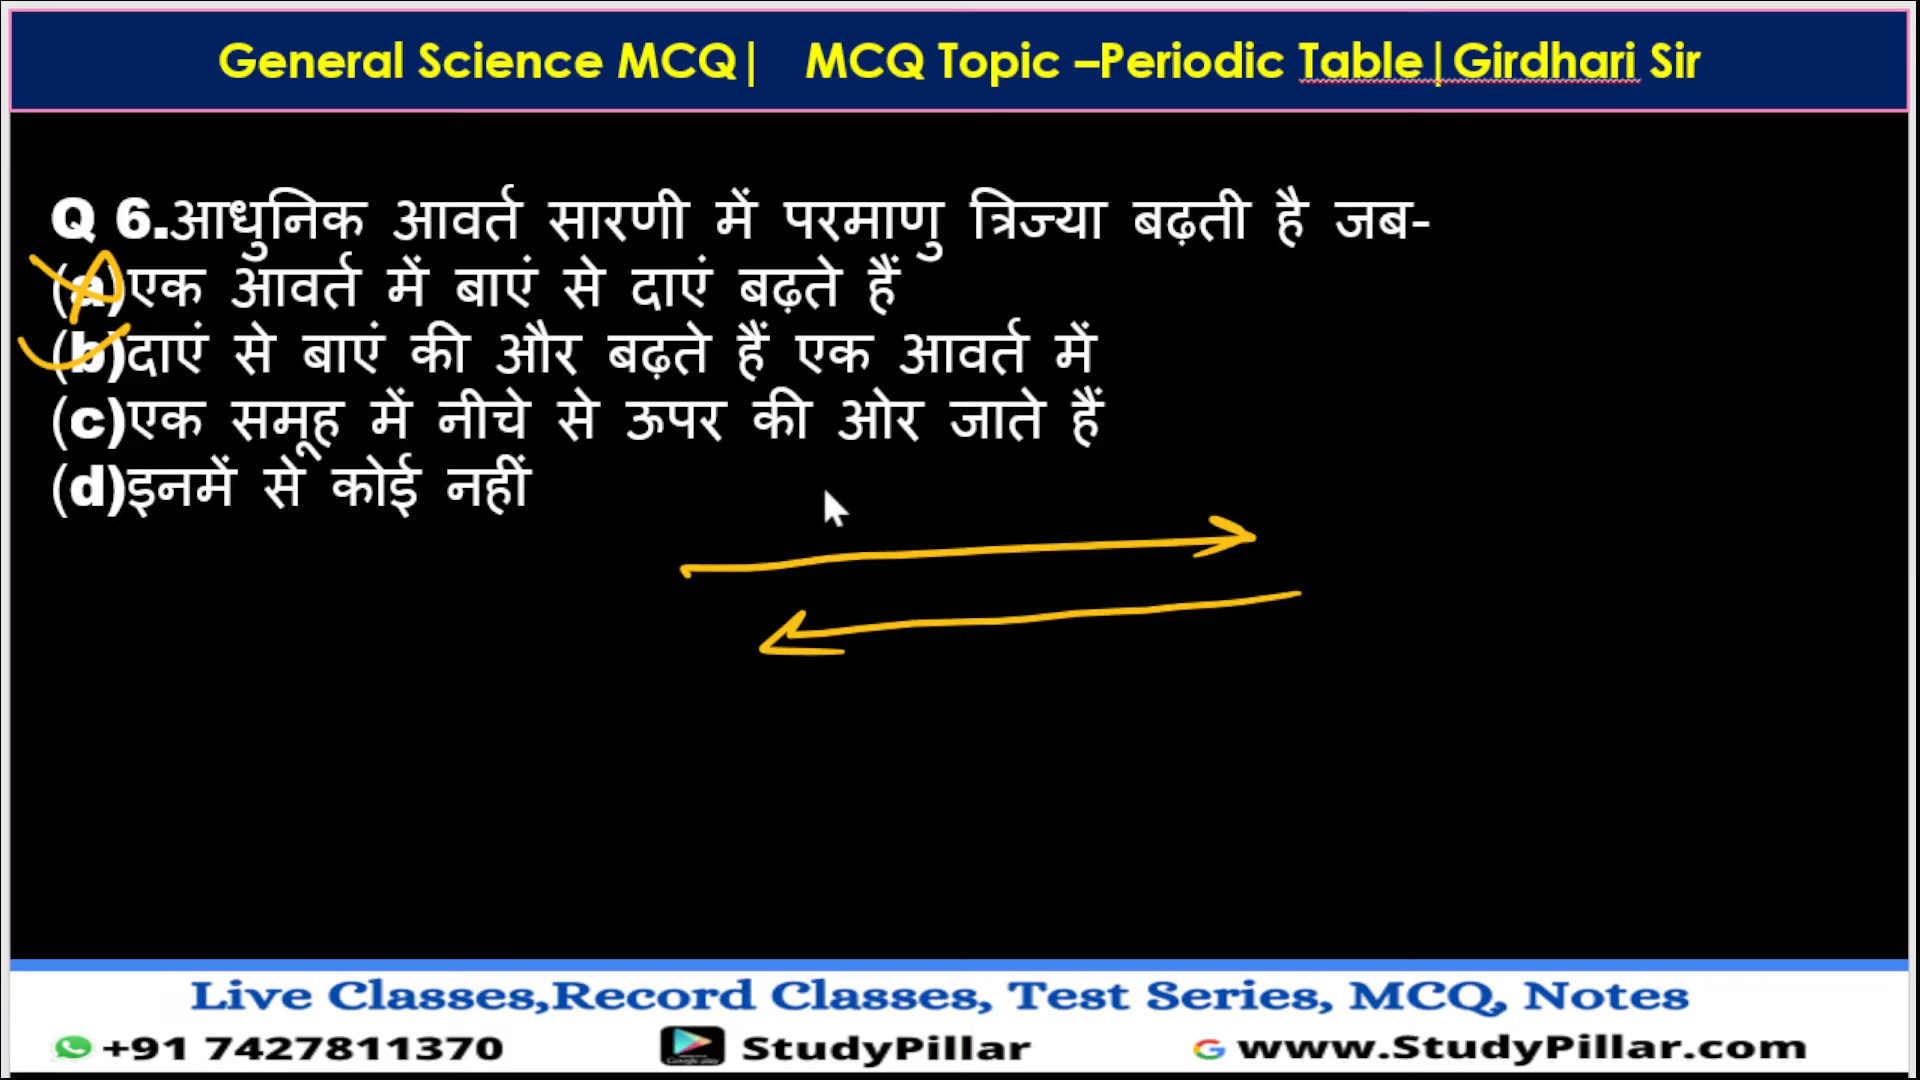 General Science MCQ| MCQ Topic –Periodic Table|Girdhari Sir
Q 6.आधुनिक आवर्त सारणी में परमाणु त्रिज्या बढ़ती है जब-
(a)एक आवर्त में बाएं से दाएं बढ़ते हैं
(b)दाएं से बाएं की और बढ़ते हैं एक आवर्त में
(c)एक समूह में नीचे से ऊपर की ओर जाते हैं
(d)इनमें से कोई नहीं
Live Classes,Record Classes, Test Series, MCQ, Notes
+91 7427811370 StudyPillar www.StudyPillar.com